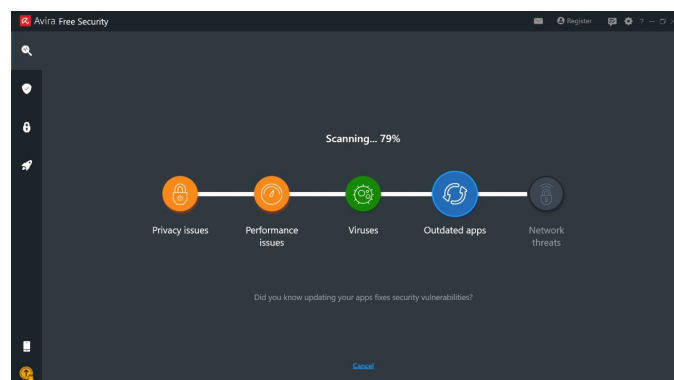 Avira Free Security
Register
?
Scanning... 79%
Privacy issues
Performance
issues
Viruses
Outdated apps
Network
threats
Did you know updating your apps fixes security vulnerabilities?
Cancel